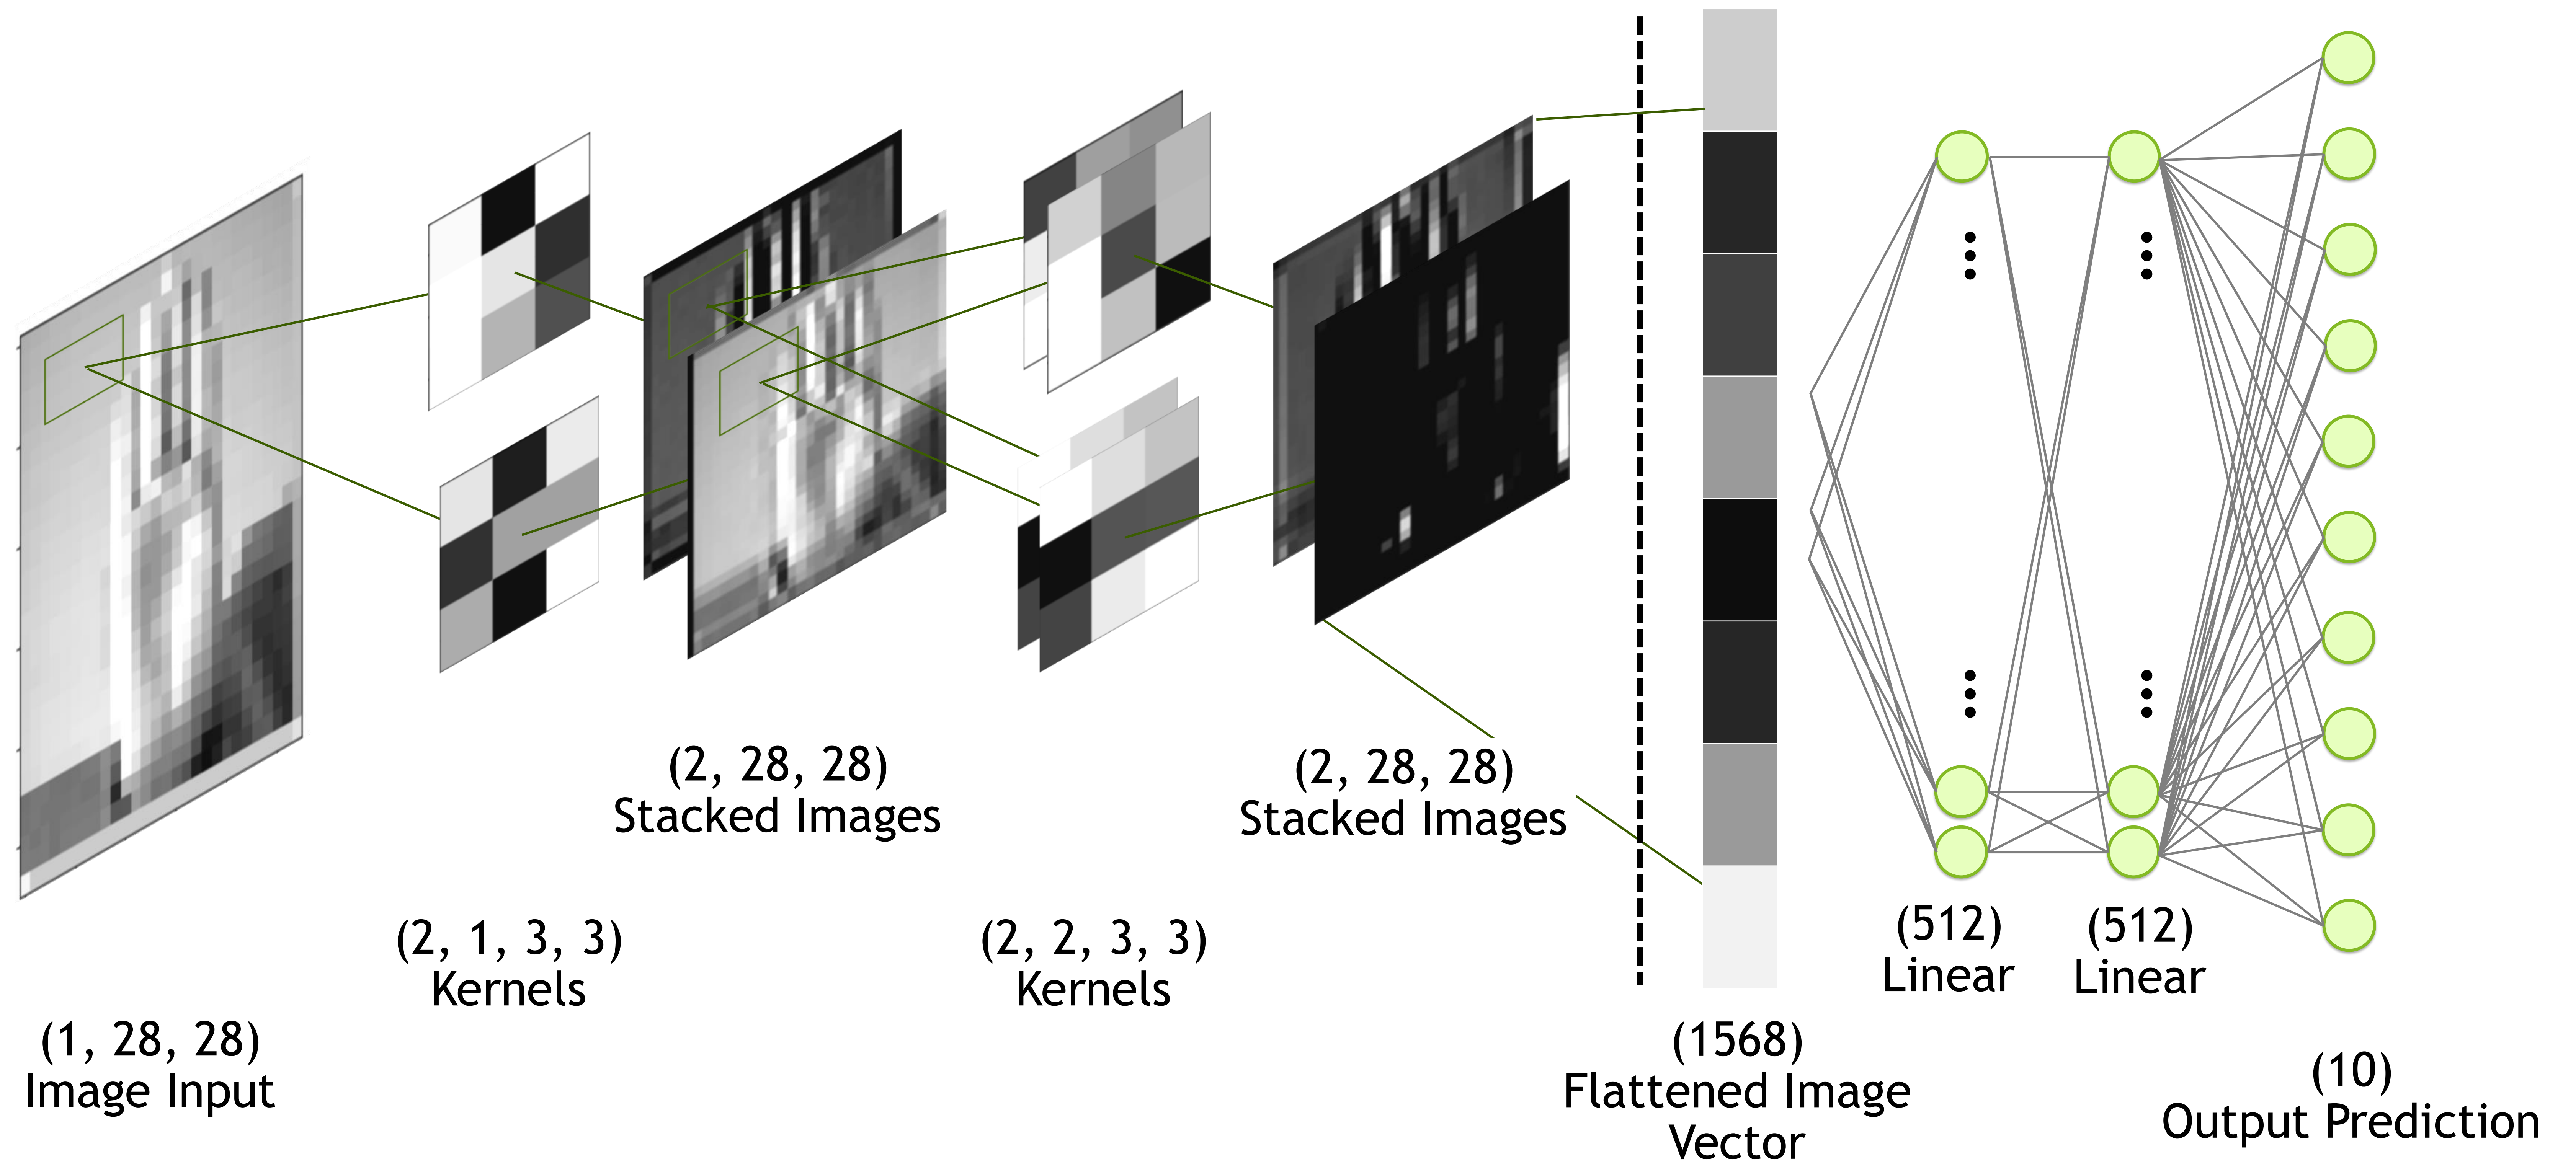 (2, 28, 28)
Stacked Images
(2, 28, 28)
Stacked Images
(2, 1, 3, 3)
Kernels
(2, 2, 3, 3)
Kernels
(512)
Linear
(512)
Linear
(1, 28, 28)
Image Input
(1568)
Flattened Image
Vector
(10)
Output Prediction